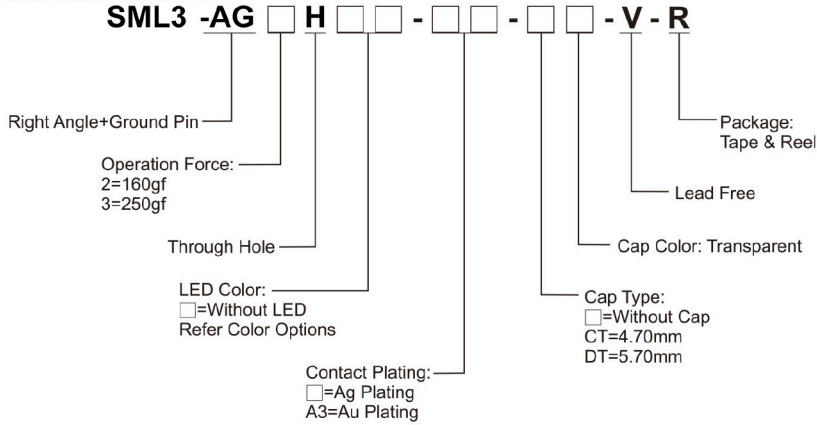 SML3 -AG □ H □ □ - □ □ - □ □ - V - R
Right Angle+Ground Pin
Package:
Tape & Reel
Operation Force:
2=160gf
3=250gf
Lead Free
Through Hole
Cap Color: Transparent
LED Color:
□=Without LED
Refer Color Options
Cap Type:
□=Without Cap
CT=4.70mm
DT=5.70mm
Contact Plating:
□=Ag Plating
A3=Au Plating